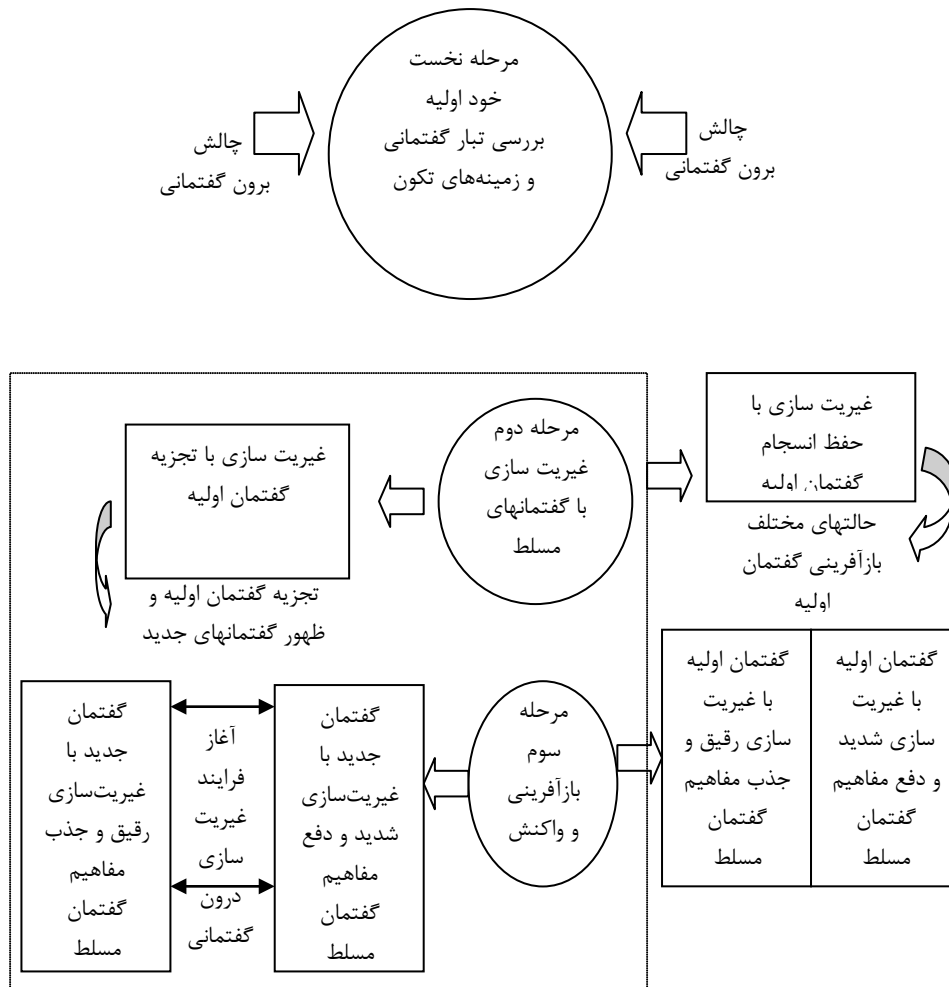 مرحله نخست
خود اولیه
بررسی تبار گفتمانی
و زمینه‌های تکون
چالش
برون گفتمانی
چالش
برون گفتمانی
غیریت سازی با
حفظ انسجام
گفتمان اولیه
حالتهای مختلف
بازآفرینی گفتمان
اولیه
مرحله دوم
غیریت سازی
با گفتمانهای
مسلط
غیریت سازی با تجزیه
گفتمان اولیه
تجزیه گفتمان اولیه و
ظهور گفتمانهای جدید
گفتمان اولیه
با غیریت
سازی شدید
و دفع مفاهیم
گفتمان
مسلط
گفتمان اولیه
با غیریت
سازی رقیق و
جذب مفاهیم
گفتمان
مسلط
مرحله
سوم
بازآفرینی
و واکنش
گفتمان
جدید با
غیریت‌سازی
شدید و دفع
مفاهیم
گفتمان
مسلط
آغاز
فرایند
غیریت
سازی
درون
گفتمانی
گفتمان
جدید با
غیریت‌سازی
رقیق و جذب
مفاهیم
گفتمان
مسلط